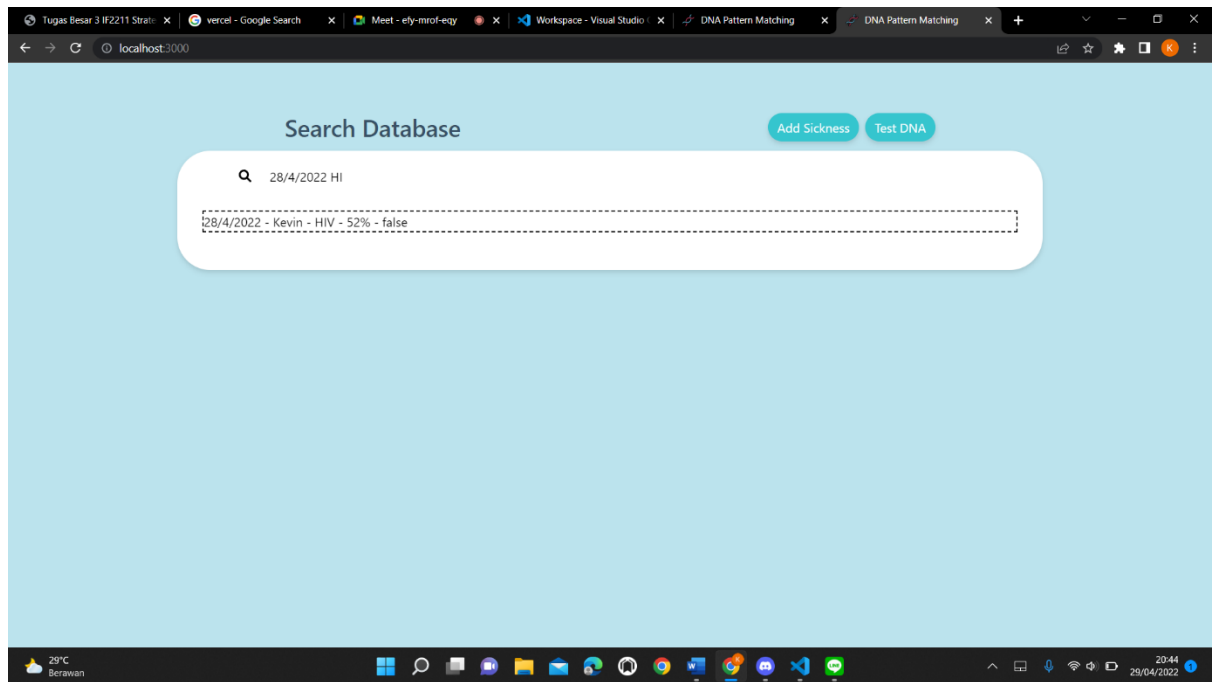 Tugas Besar 3 IF2211 Strate
vercel - Google Search
Meet - efy-mrof-eqy
Workspace - Visual Studio
DNA Pattern Matching
DNA Pattern Matching
localhost:3000
K
Search Database
Add Sickness
Test DNA
28/4/2022 HI
28/4/2022 - Kevin - HIV - 52% - false
29°C
Berawan
20:44
29/04/2022
1